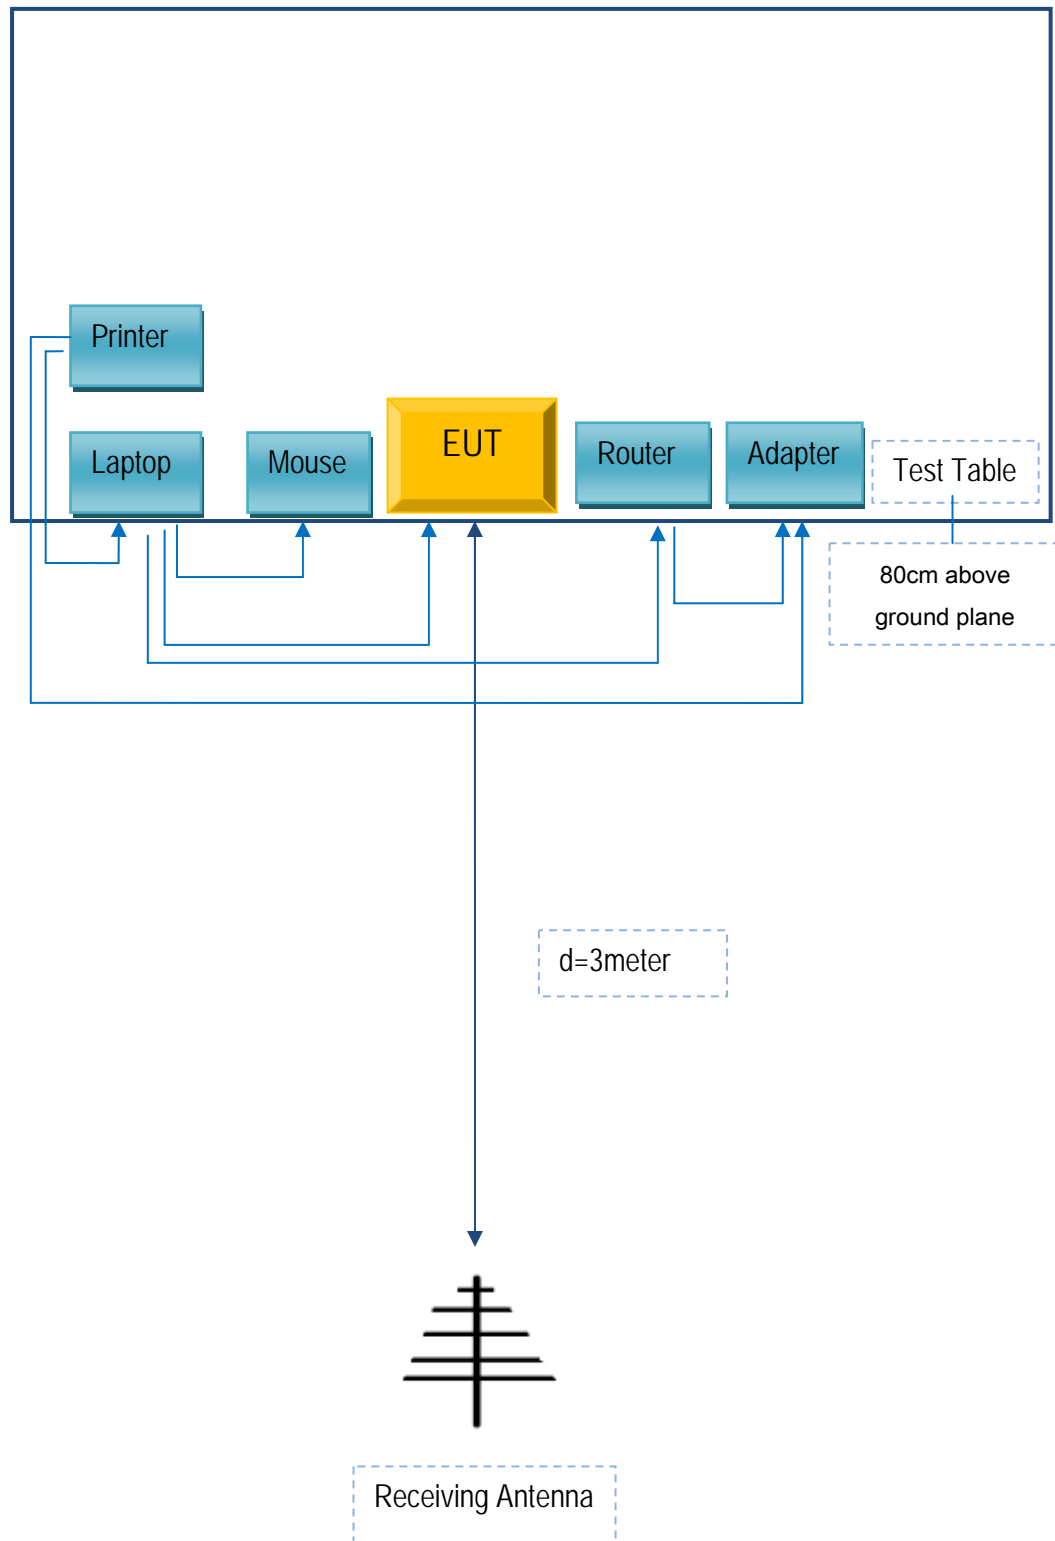 Printer
Laptop
Mouse
EUT
Router
Adapter
Test Table
80cm above
ground plane
d=3meter
Receiving Antenna